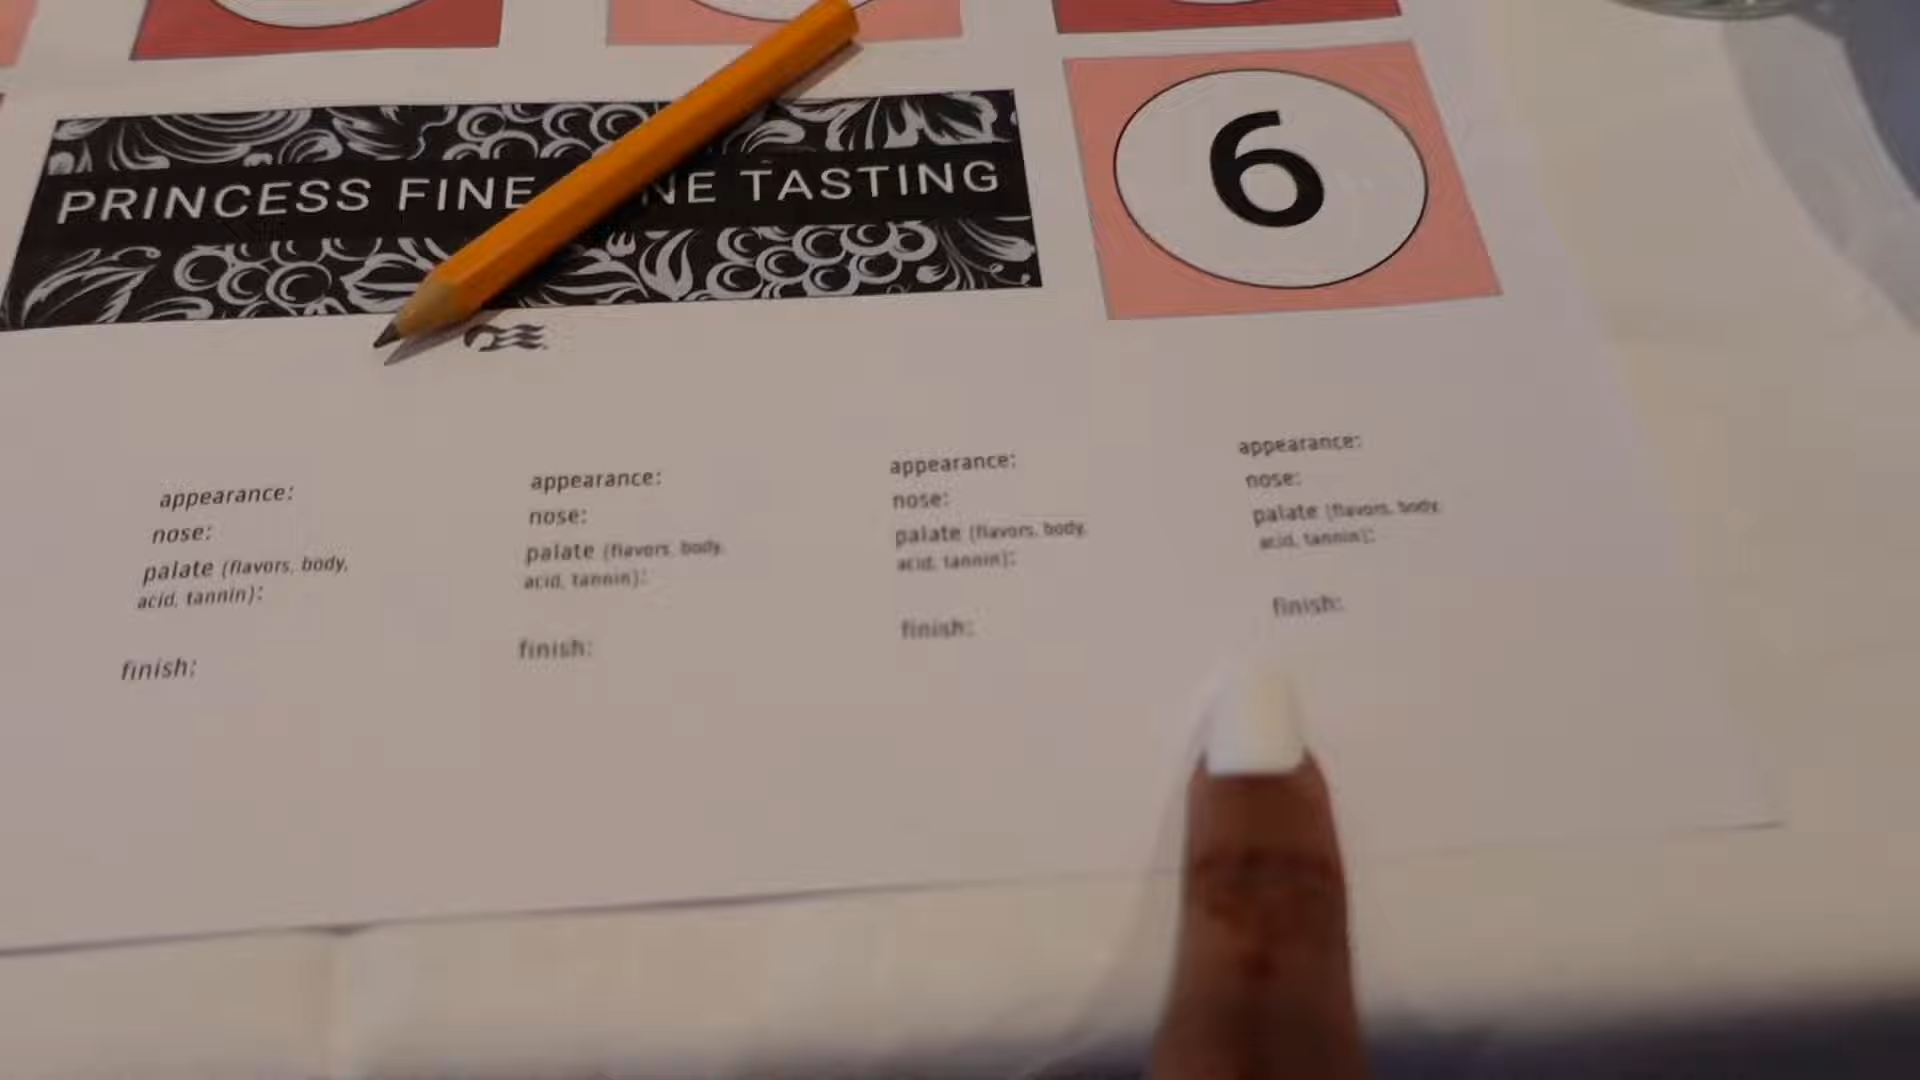 PRINCESS FINE NE TASTING
6
appearance:
nose:
palate (flavors, body,
acid, tannin):
finish:
appearance:
nose:
palate (flavors, body,
acid, tannin):
finish:
appearance:
nose:
palate (flavors, body,
acid, tannin):
finish:
appearance:
nose:
palate (flavors, body,
acid, tannin):
finish: